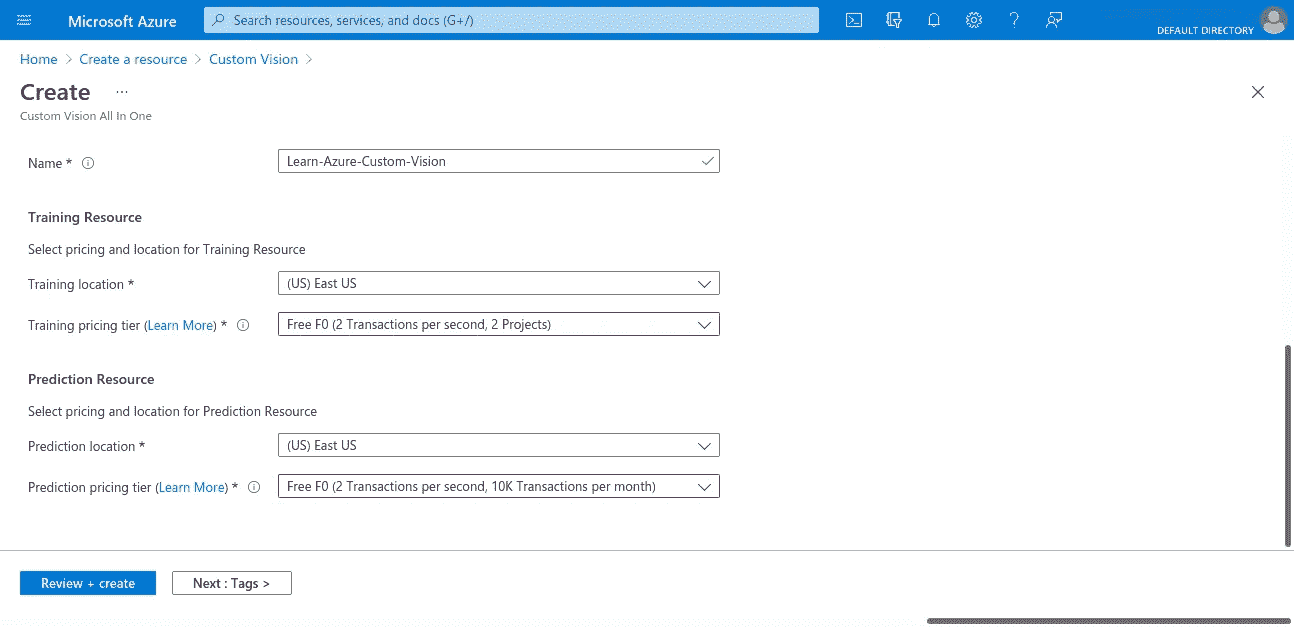 Microsoft Azure
Search resources, services, and docs (G+/)
DEFAULT DIRECTORY
Home > Create a resource > Custom Vision >
Create ...
Custom Vision All In One
Name *
Learn-Azure-Custom-Vision
Training Resource
Select pricing and location for Training Resource
Training location *
(US) East US
Training pricing tier (Learn More) *
Free F0 (2 Transactions per second, 2 Projects)
Prediction Resource
Select pricing and location for Prediction Resource
Prediction location *
(US) East US
Prediction pricing tier (Learn More) *
Free F0 (2 Transactions per second, 10K Transactions per month)
Review + create
Next : Tags >